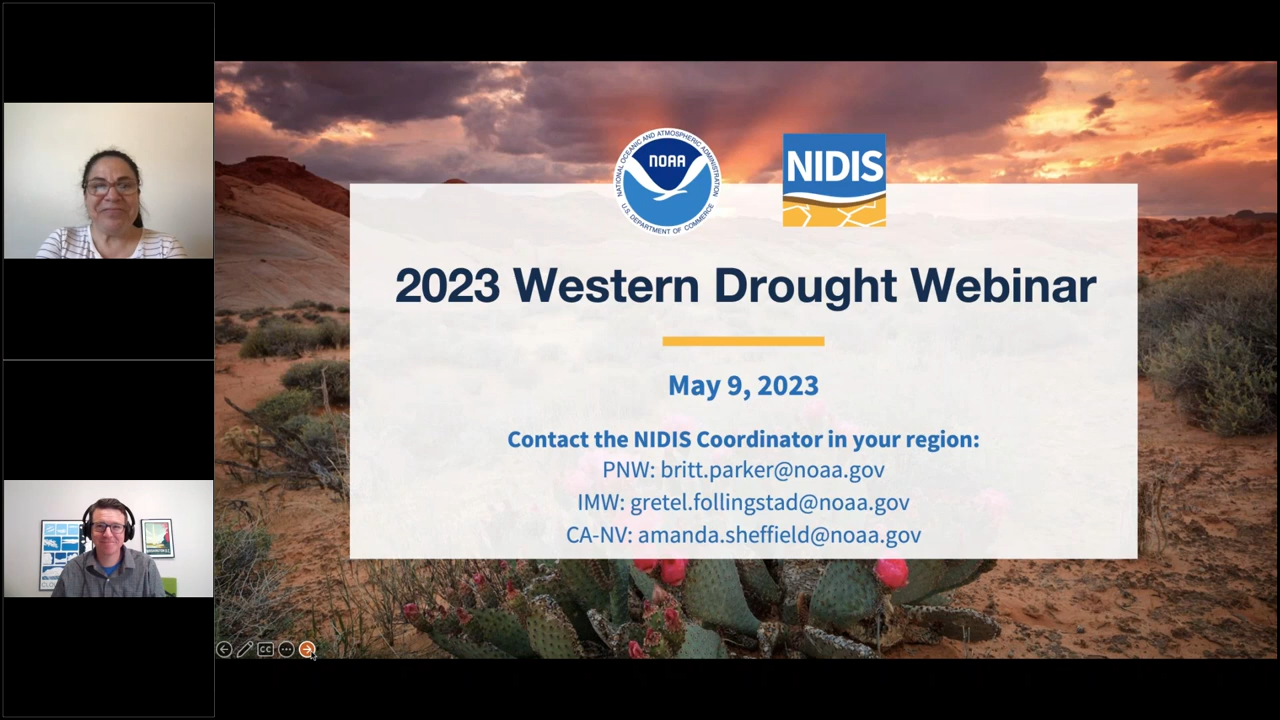 NATIONAL OCEANIC AND ATMOSPHERIC ADMINISTRATION
NOAA
U.S. DEPARTMENT OF COMMERCE
NIDIS
2023 Western Drought Webinar
May 9, 2023
Contact the NIDIS Coordinator in your region:
PNW: britt.parker@noaa.gov
IMW: gretel.follingstad@noaa.gov
CA-NV: amanda.sheffield@noaa.gov
CC